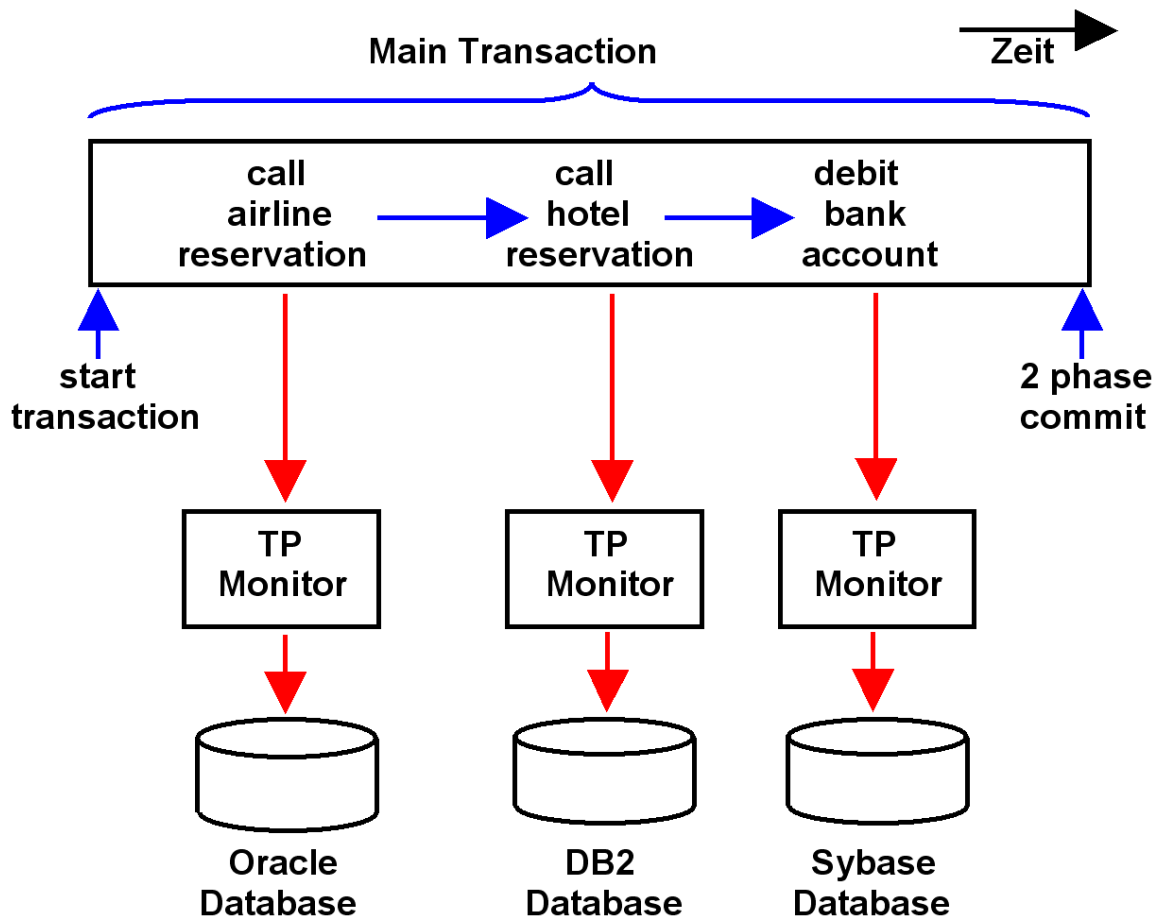 Main Transaction
Zeit
call
airline
reservation
call
hotel
reservation
debit
bank
account
start
transaction
2 phase
commit
TP
Monitor
TP
Monitor
TP
Monitor
Oracle
Database
DB2
Database
Sybase
Database